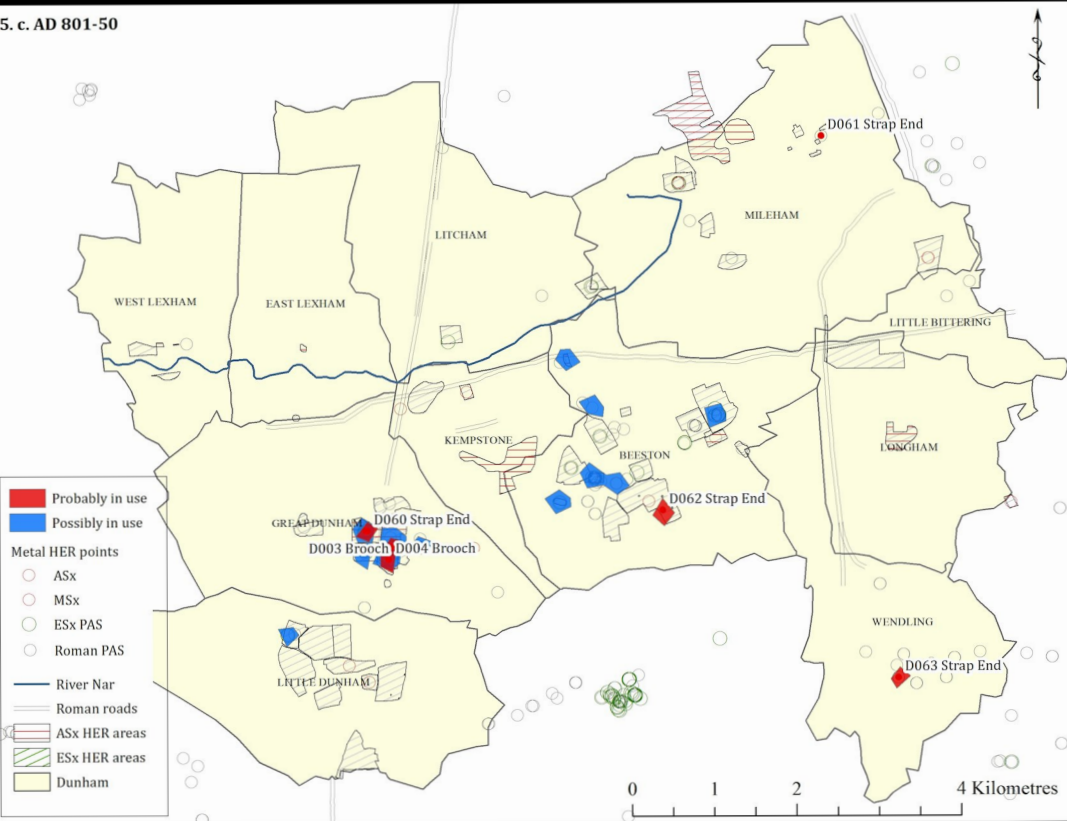 5. c. AD 801-50
D061 Strap End
MILEHAM
LITCHAM
WEST LEXHAM
EAST LEXHAM
LITTLE BITTERING
KEMPSTONE
LONGHAM
BEESTON
D062 Strap End
GREAT DUNHAM
D060 Strap End
D003 Brooch
D004 Brooch
WENDLING
D063 Strap End
LITTLE DUNHAM
Probably in use
Possibly in use
Metal HER points
ASx
MSx
ESx PAS
Roman PAS
River Nar
Roman roads
ASx HER areas
ESx HER areas
Dunham
0 1 2 4 Kilometres